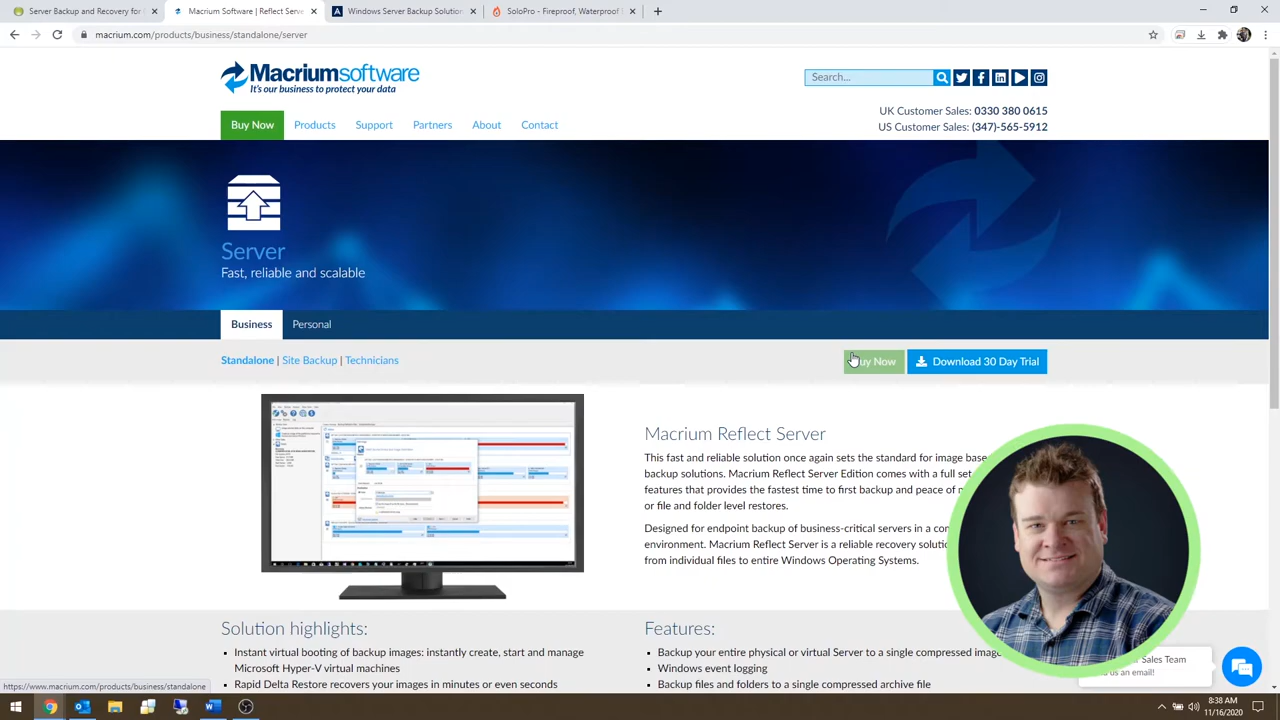 Server Backup and Recovery for
Macrium Software | Reflect Serve
Windows Server Backup Solution
SoloPro - Fireproof, Waterproof E
macrium.com/products/business/standalone/server
Macriumsoftware
It's our business to protect your data
Search...
UK Customer Sales: 0330 380 0615
US Customer Sales: (347)-565-5912
Buy Now
Products
Support
Partners
About
Contact
Server
Fast, reliable and scalable
Business
Personal
Standalone | Site Backup | Technicians
uy Now
Download 30 Day Trial
Macrium Reflect Server
This fast and reliable solution once again sets the standard for image b
backup solutions. Macrium Reflect Server Edition comes with a full set
features that provides the fastest time to first backup and peace of
or file and folder level restores.
Designed for endpoint backup of business-critical servers in a com
environment. Macrium Reflect Server is a reliable recovery solutio
from individual files to entire Windows Operating Systems.
Solution highlights:
Instant virtual booting of backup images: instantly create, start and manage
Microsoft Hyper-V virtual machines
Rapid Delta Restore recovers your images in minutes or even seconds
Features:
Backup your entire physical or virtual Server to a single compressed imag
Windows event logging
Backup files and folders to a single compressed archive file
r Sales Team
us an email!
https://www.macrium.com/products/business/standalone
8:38 AM
11/16/2020